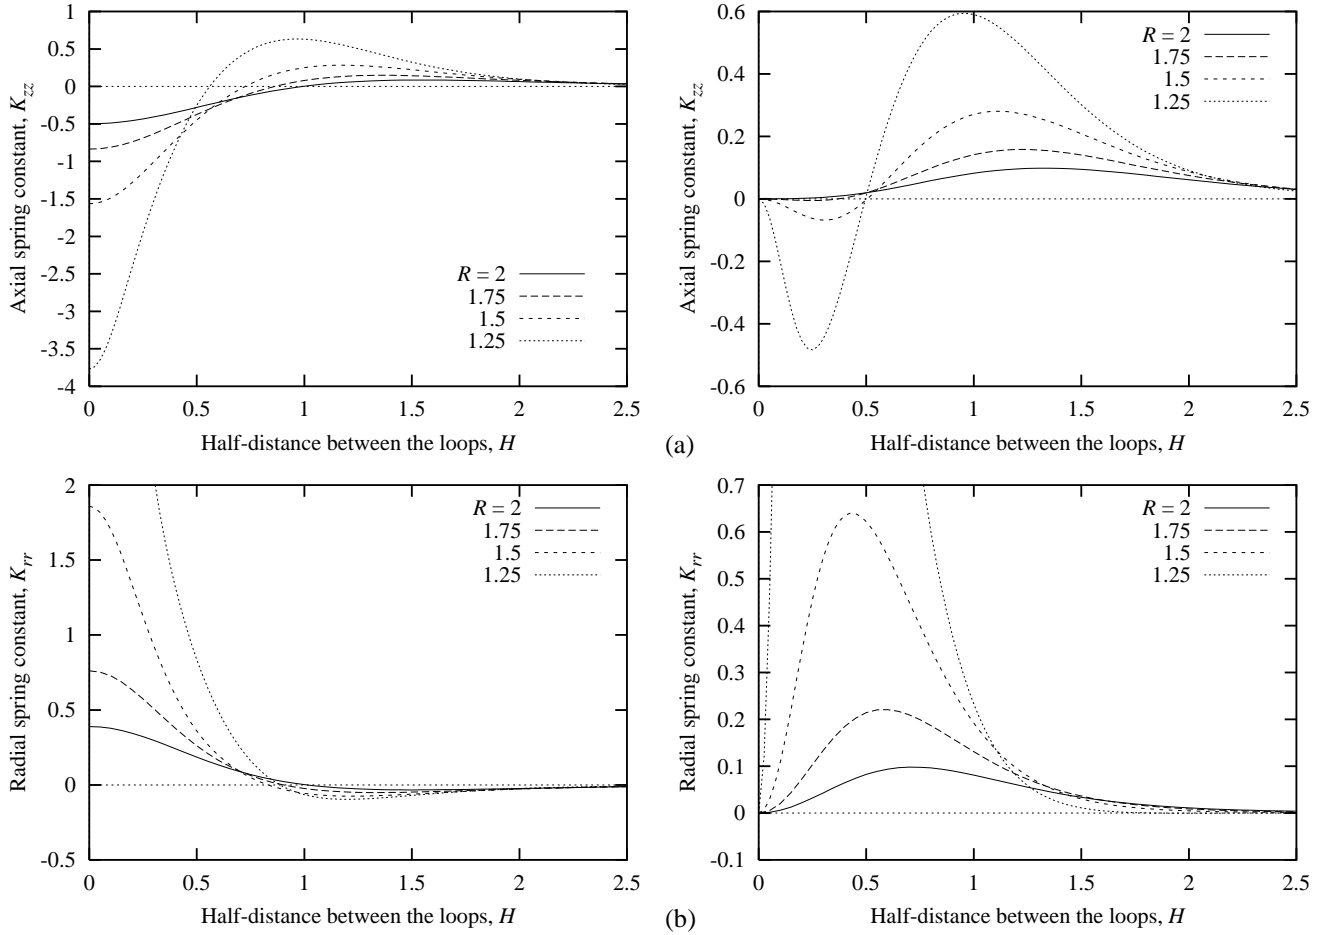 1
0.5
0
-0.5
-1
-1.5
-2
-2.5
-3
-3.5
-4
Axial spring constant, Kzz
R = 2
1.75
1.5
1.25
0 0.5 1 1.5 2 2.5
Half-distance between the loops, H
0.6
0.4
0.2
0
-0.2
-0.4
-0.6
Axial spring constant, Kzz
R = 2
1.75
1.5
1.25
0 0.5 1 1.5 2 2.5
Half-distance between the loops, H
(a)
2
1.5
1
0.5
0
-0.5
Radial spring constant, Krr
R = 2
1.75
1.5
1.25
0 0.5 1 1.5 2 2.5
Half-distance between the loops, H
0.7
0.6
0.5
0.4
0.3
0.2
0.1
0
-0.1
Radial spring constant, Krr
R = 2
1.75
1.5
1.25
0 0.5 1 1.5 2 2.5
Half-distance between the loops, H
(b)